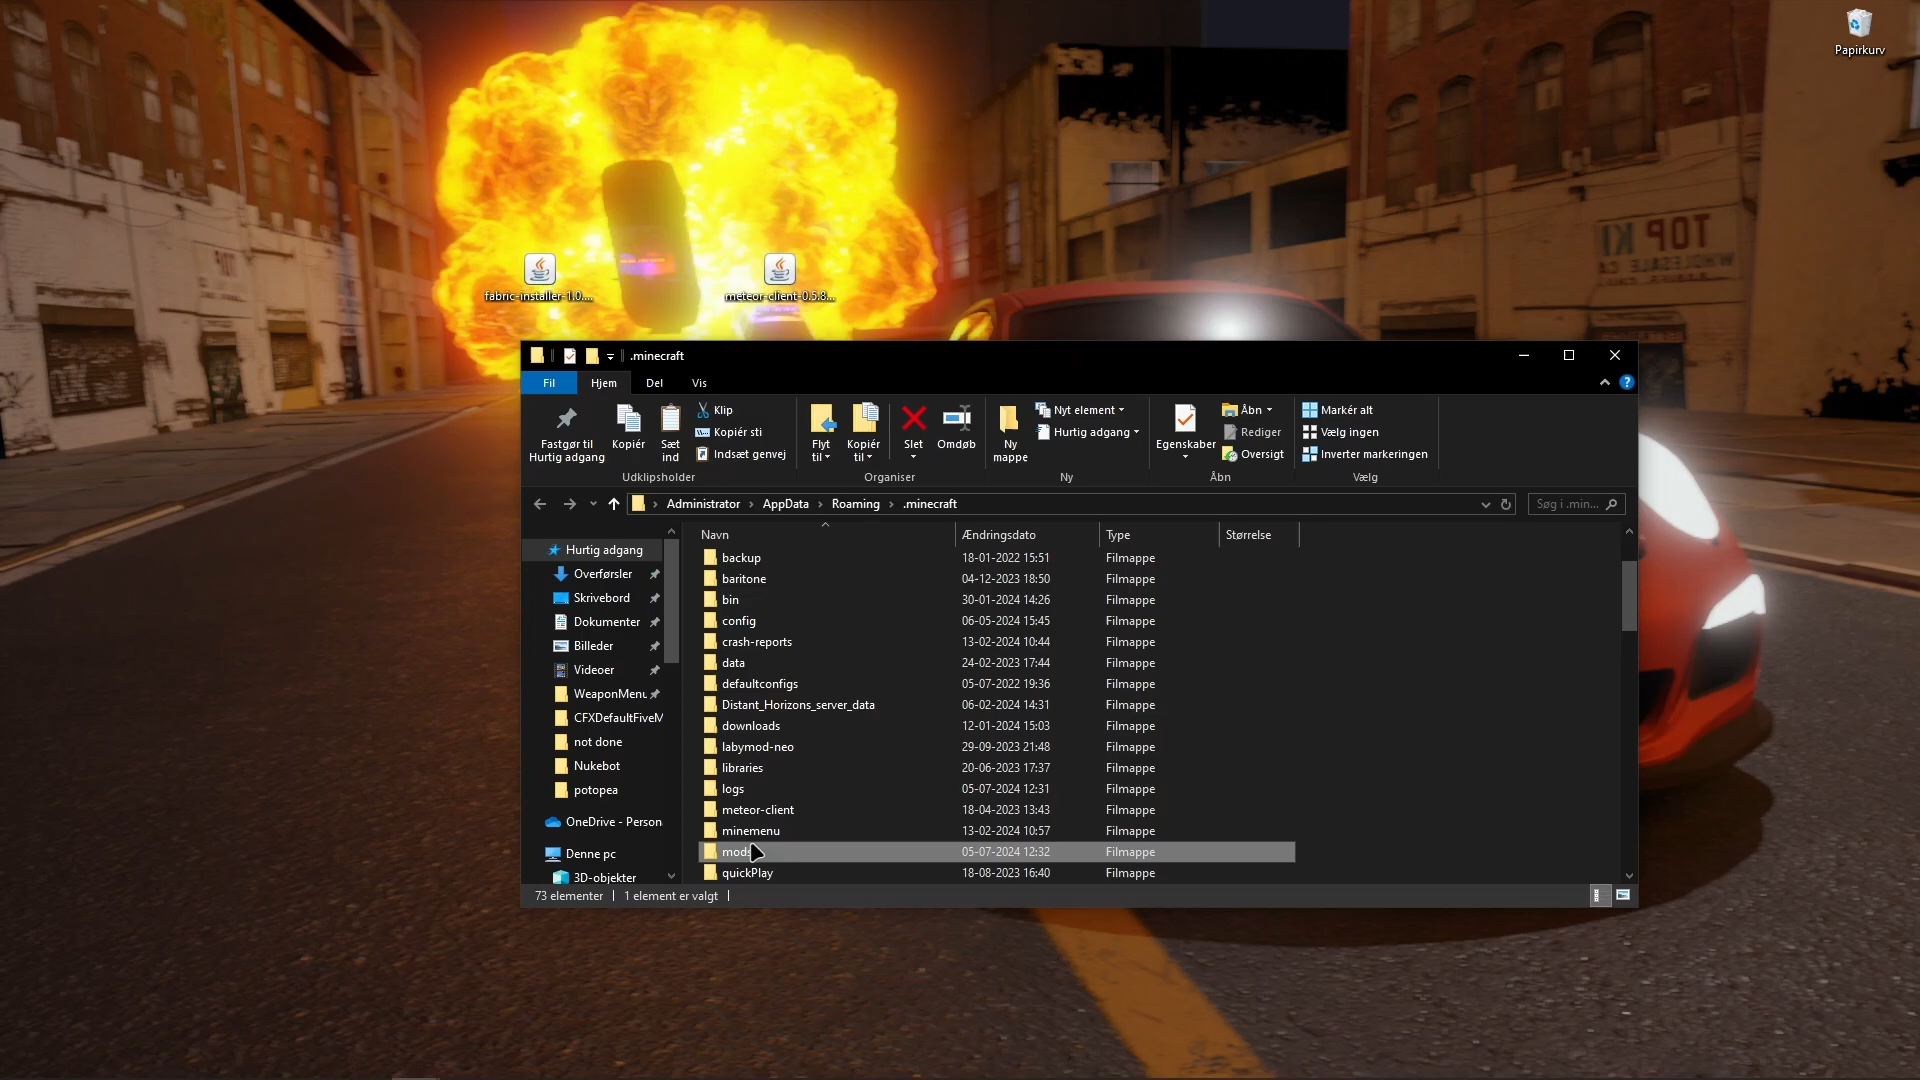 Papirkurv
fabric-installer-1.0....
meteor-client-0.5.8...
TOP KI
WHOLESALE CA
.minecraft
Fil
Hjem
Del
Vis
Fastgør til
Hurtig adgang
Kopiér
Sæt
ind
Klip
Kopiér sti
Indsæt genvej
Udklipsholder
Flyt
til
Kopiér
til
Slet
Omdøb
Organiser
Ny
mappe
Nyt element
Hurtig adgang
Ny
Egenskaber
Åbn
Rediger
Oversigt
Åbn
Markér alt
Vælg ingen
Inverter markeringen
Vælg
Administrator > AppData > Roaming > .minecraft
Søg i .min...
Hurtig adgang
Overførsler
Skrivebord
Dokumenter
Billeder
Videoer
WeaponMenu
CFXDefaultFiveM
not done
Nukebot
potopea
OneDrive - Person
Denne pc
3D-objekter
Navn Ændringsdato Type Størrelse
backup 18-01-2022 15:51 Filmappe
baritone 04-12-2023 18:50 Filmappe
bin 30-01-2024 14:26 Filmappe
config 06-05-2024 15:45 Filmappe
crash-reports 13-02-2024 10:44 Filmappe
data 24-02-2023 17:44 Filmappe
defaultconfigs 05-07-2022 19:36 Filmappe
Distant_Horizons_server_data 06-02-2024 14:31 Filmappe
downloads 12-01-2024 15:03 Filmappe
labymod-neo 29-09-2023 21:48 Filmappe
libraries 20-06-2023 17:37 Filmappe
logs 05-07-2024 12:31 Filmappe
meteor-client 18-04-2023 13:43 Filmappe
minemenu 13-02-2024 10:57 Filmappe
mods 05-07-2024 12:32 Filmappe
quickPlay 18-08-2023 16:40 Filmappe
73 elementer
1 element er valgt